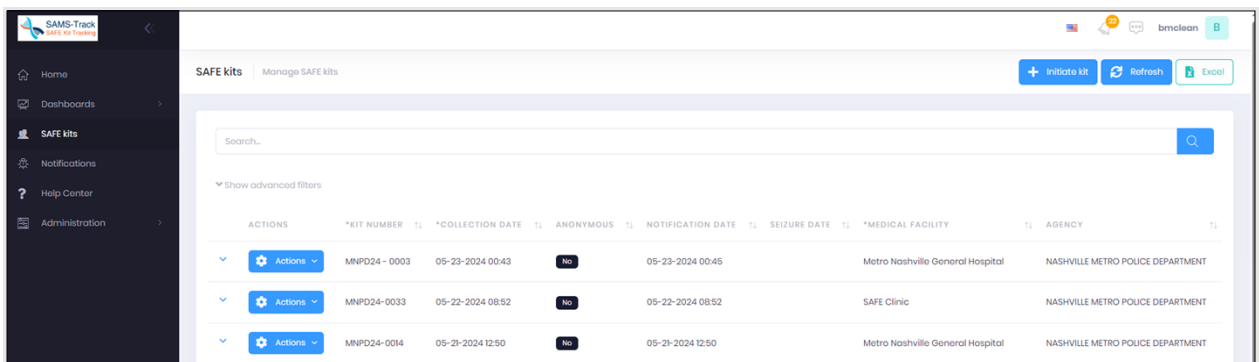 SAMS-Track
SAFE Kit Tracking
22
bmclean B
Home
SAFE kits Manage SAFE kits Initiate kit Refresh Excel
Dashboards
SAFE kits
Search...
Notifications
Show advanced filters
Help Center
Administration
ACTIONS *KIT NUMBER *COLLECTION DATE ANONYMOUS NOTIFICATION DATE SEIZURE DATE *MEDICAL FACILITY AGENCY
Actions MNPD24 - 0003 05-23-2024 00:43 No 05-23-2024 00:45 Metro Nashville General Hospital NASHVILLE METRO POLICE DEPARTMENT
Actions MNPD24-0033 05-22-2024 08:52 No 05-22-2024 08:52 SAFE Clinic NASHVILLE METRO POLICE DEPARTMENT
Actions MNPD24-0014 05-21-2024 12:50 No 05-21-2024 12:50 Metro Nashville General Hospital NASHVILLE METRO POLICE DEPARTMENT